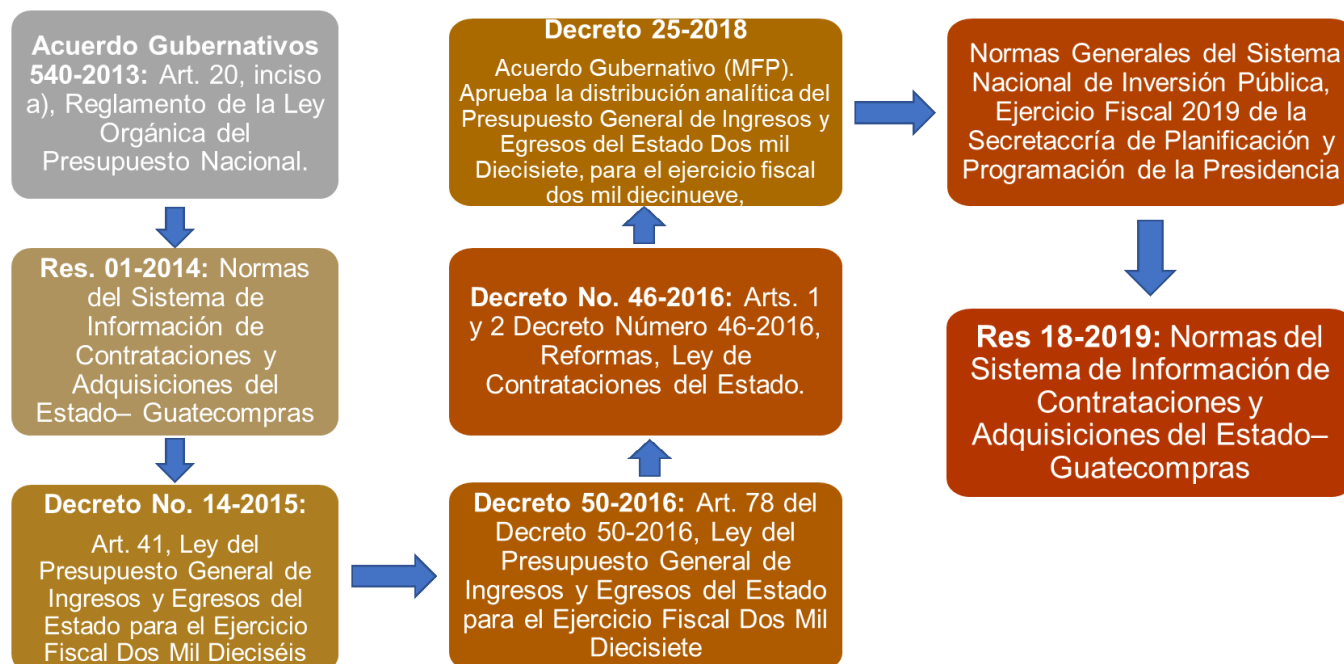 Acuerdo Gubernativos
540-2013: Art. 20, inciso
a), Reglamento de la Ley
Orgánica del
Presupuesto Nacional.
Res. 01-2014: Normas
del Sistema de
Información de
Contrataciones y
Adquisiciones del
Estado– Guatecompras
Decreto No. 14-2015:
Art. 41, Ley del
Presupuesto General de
Ingresos y Egresos del
Estado para el Ejercicio
Fiscal Dos Mil Dieciséis
Decreto 50-2016: Art. 78 del
Decreto 50-2016, Ley del
Presupuesto General de
Ingresos y Egresos del Estado
para el Ejercicio Fiscal Dos Mil
Diecisiete
Decreto No. 46-2016: Arts. 1
y 2 Decreto Número 46-2016,
Reformas, Ley de
Contrataciones del Estado.
Decreto 25-2018
Acuerdo Gubernativo (MFP).
Aprueba la distribución analítica del
Presupuesto General de Ingresos y
Egresos del Estado Dos mil
Diecisiete, para el ejercicio fiscal
dos mil diecinueve,
Normas Generales del Sistema
Nacional de Inversión Pública,
Ejercicio Fiscal 2019 de la
Secretaccría de Planificación y
Programación de la Presidencia
Res 18-2019: Normas del
Sistema de Información de
Contrataciones y
Adquisiciones del Estado–
Guatecompras